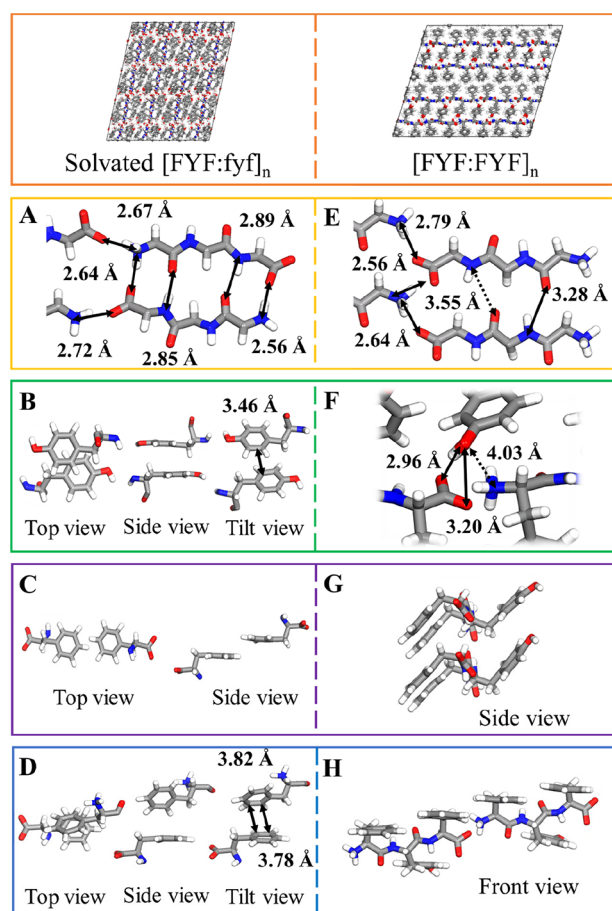 Solvated [FYF:fyf]n
[FYF:FYF]n
A
2.67 Å
2.89 Å
2.64 Å
2.72 Å
2.85 Å
2.56 Å
E
2.79 Å
2.56 Å
3.55 Å
3.28 Å
2.64 Å
B
3.46 Å
Top view
Side view
Tilt view
F
2.96 Å
4.03 Å
3.20 Å
C
Top view
Side view
G
Side view
D
3.82 Å
3.78 Å
Top view
Side view
Tilt view
H
Front view